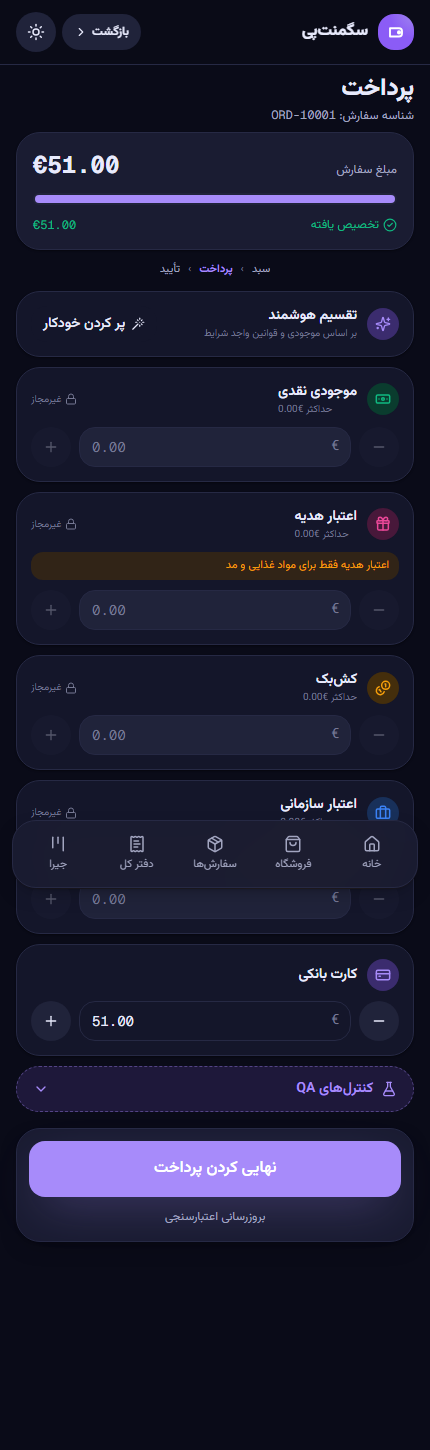 سگمنت‌پی
بازگشت
پرداخت
شناسه سفارش: ORD-10001
مبلغ سفارش
€51.00
تخصیص یافته
€51.00
سبد › پرداخت › تأیید
تقسیم هوشمند
بر اساس موجودی و قوانین واجد شرایط
پر کردن خودکار
موجودی نقدی
حداکثر €0.00
غیرمجاز
− € 0.00 +
اعتبار هدیه
حداکثر €0.00
غیرمجاز
اعتبار هدیه فقط برای مواد غذایی و مد
− € 0.00 +
کش‌بک
حداکثر €0.00
غیرمجاز
− € 0.00 +
اعتبار سازمانی
غیرمجاز
خانه
فروشگاه
سفارش‌ها
دفتر کل
جیرا
− € 0.00 +
کارت بانکی
− € 51.00 +
کنترل‌های QA
نهایی کردن پرداخت
بروزرسانی اعتبارسنجی